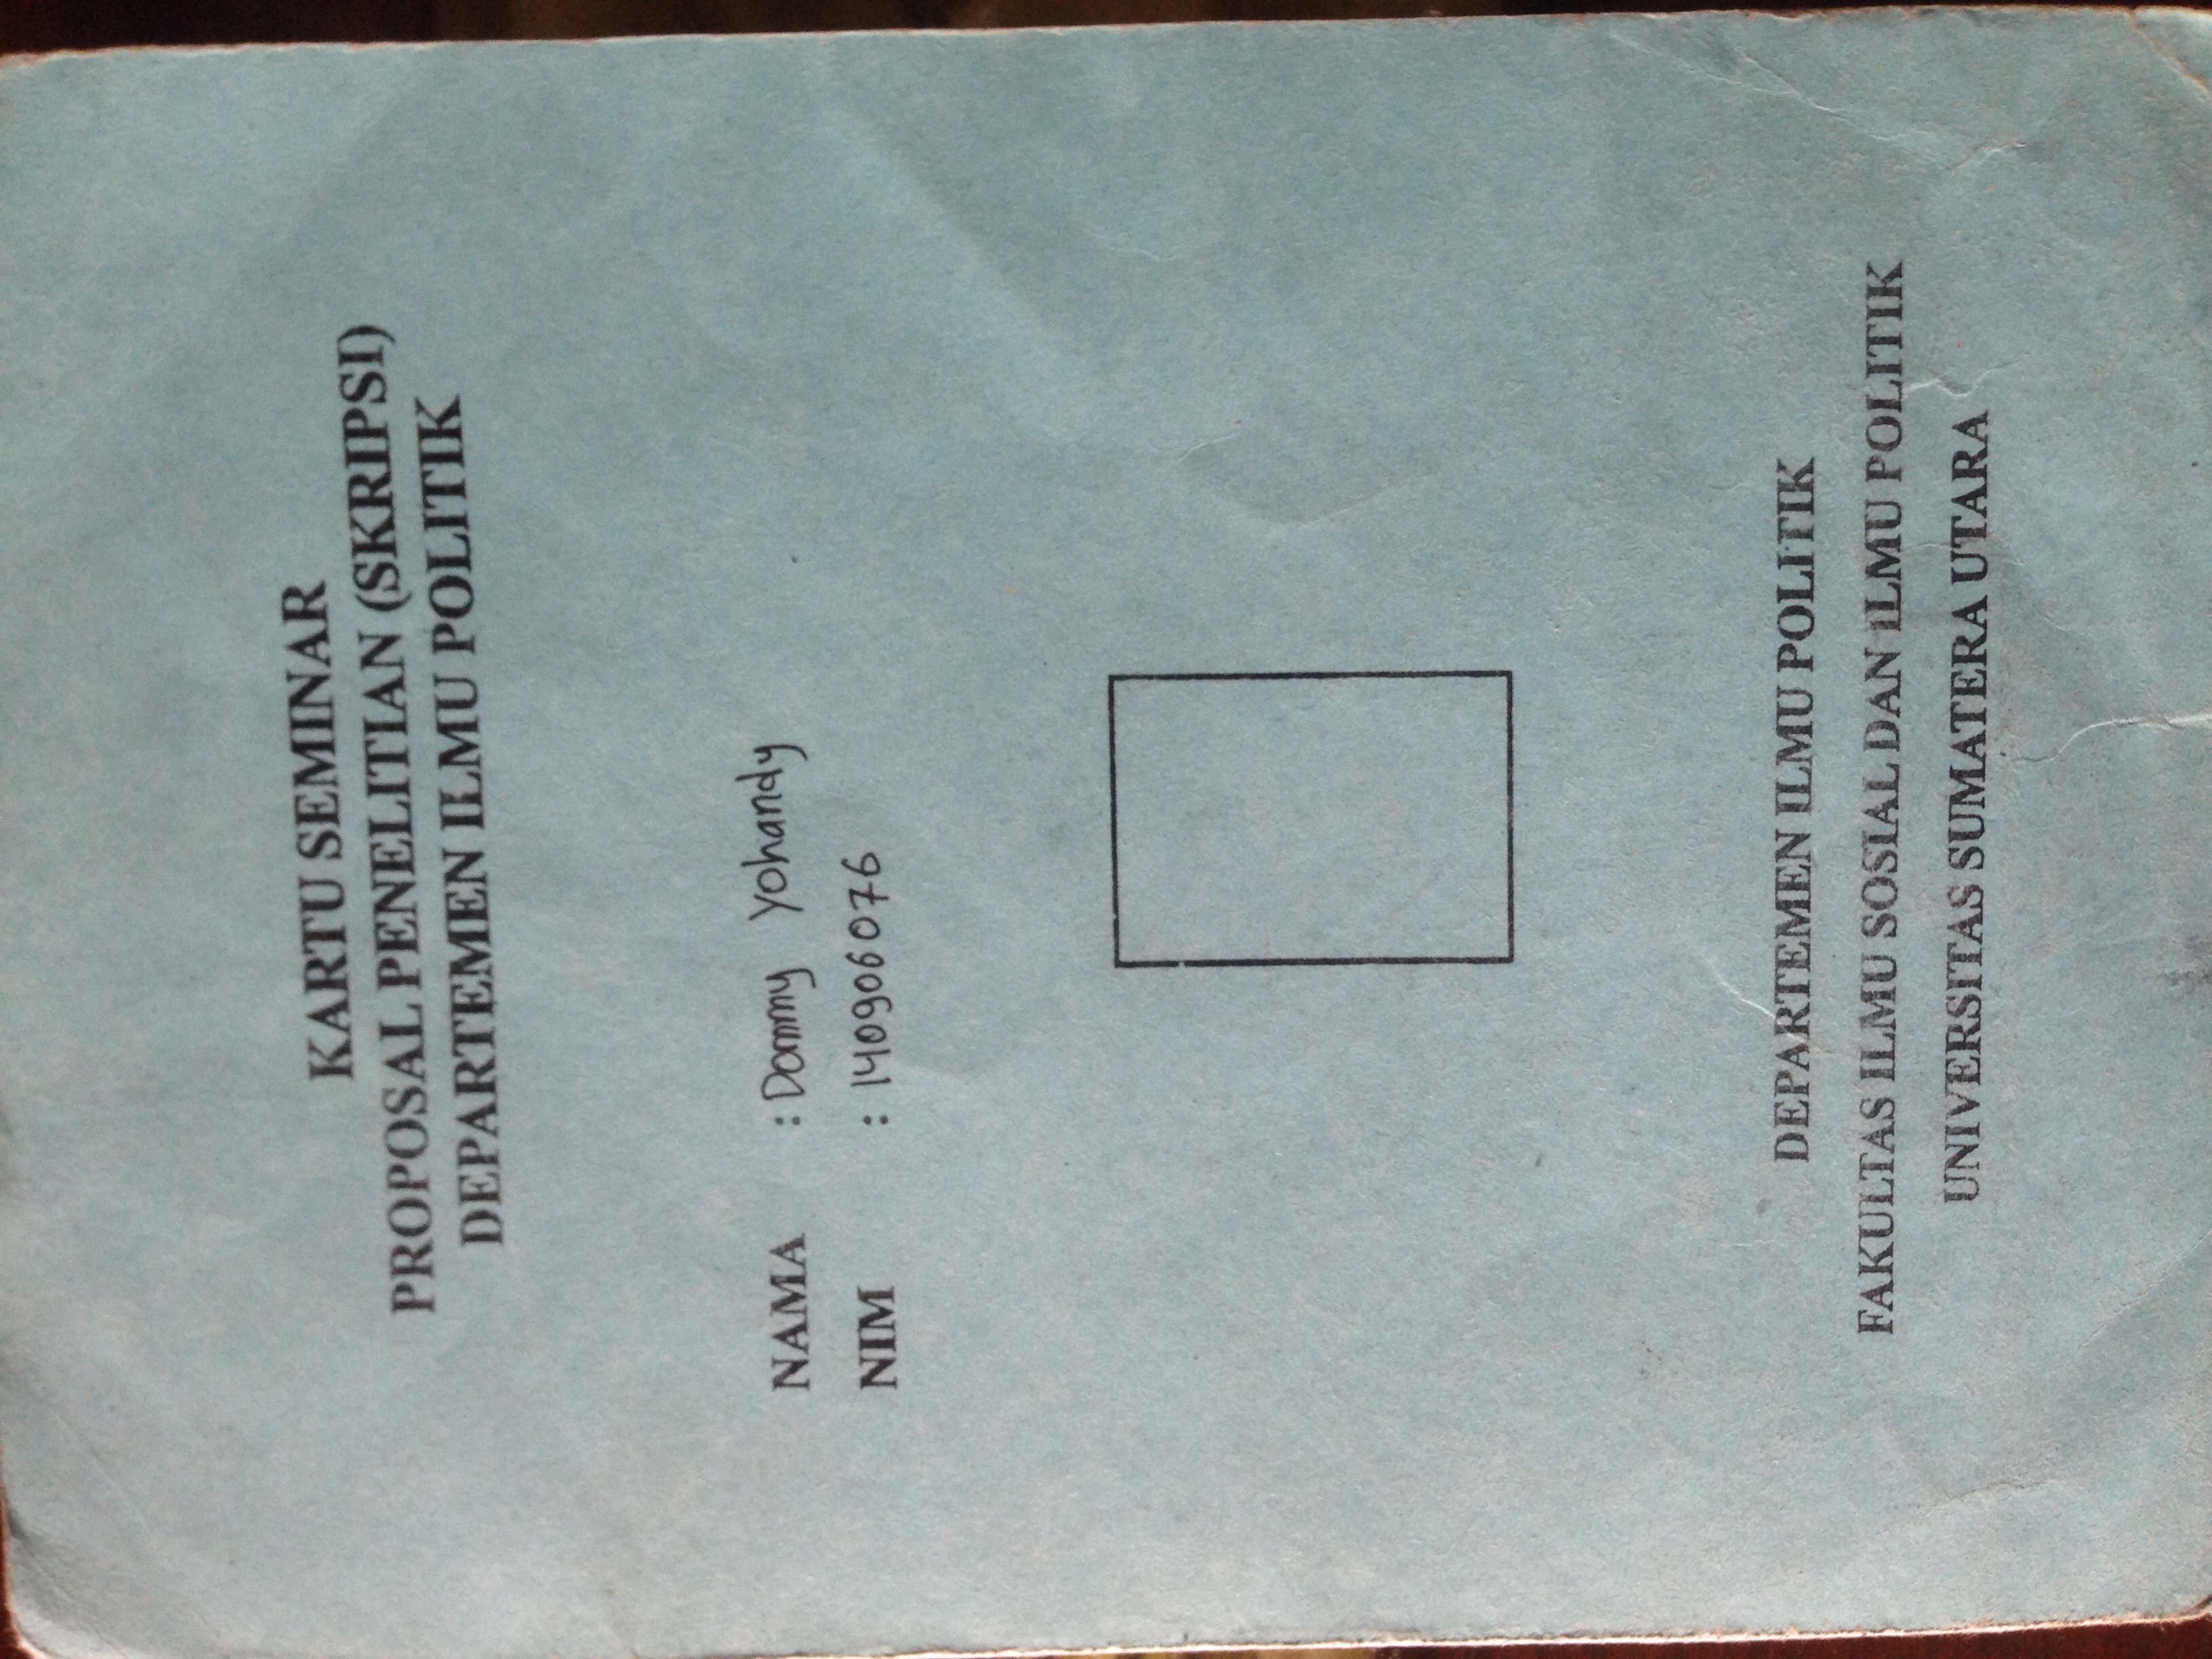 KARTU SEMINAR
PROPOSAL PENELITIAN (SKRIPSI)
DEPARTEMEN ILMU POLITIK
NAMA : Dommy Yohandy
NIM : 140906076
DEPARTEMEN ILMU POLITIK
FAKULTAS ILMU SOSIAL DAN ILMU POLITIK
UNIVERSITAS SUMATERA UTARA